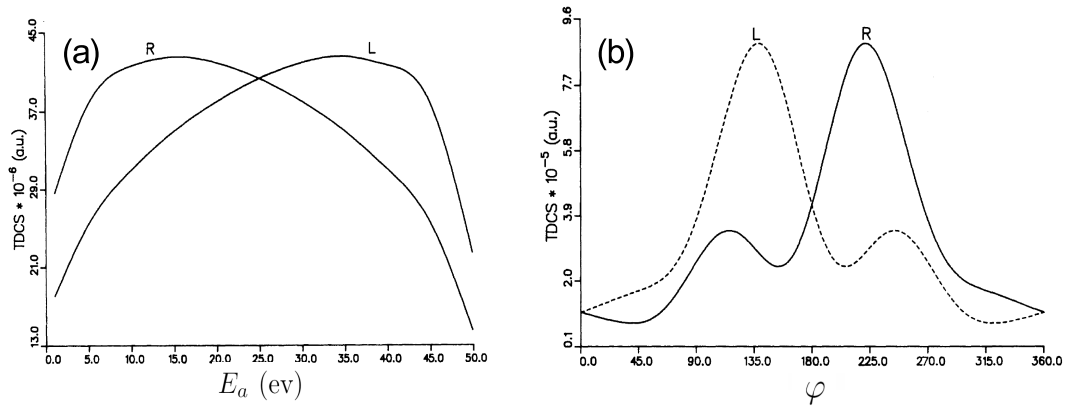 (a)
R
L
TDCS * 10⁻⁶ (a.u.)
45.0
37.0
29.0
21.0
13.0
0.0 5.0 10.0 15.0 20.0 25.0 30.0 35.0 40.0 45.0 50.0
Eₐ (ev)
(b)
L
R
TDCS * 10⁻⁵ (a.u.)
9.6
7.7
5.8
3.9
2.0
0.1
0.0 45.0 90.0 135.0 180.0 225.0 270.0 315.0 360.0
φ